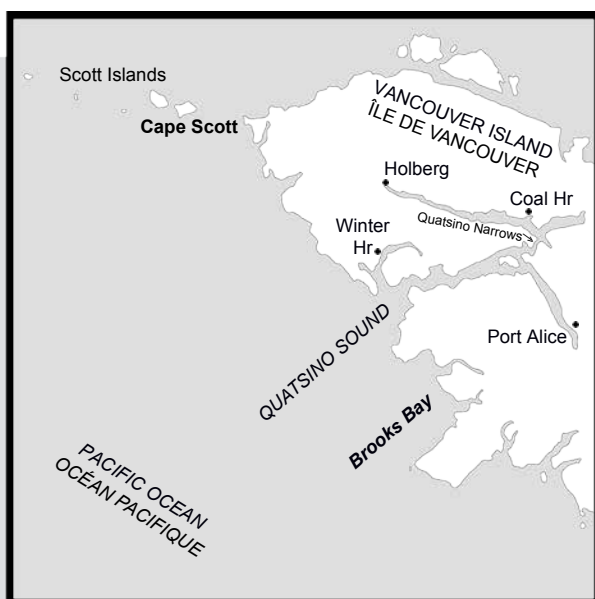 Scott Islands
Cape Scott
VANCOUVER ISLAND
ÎLE DE VANCOUVER
Holberg
Coal Hr
Quatsino Narrows
Winter
Hr
Port Alice
QUATSINO SOUND
Brooks Bay
PACIFIC OCEAN
OCÉAN PACIFIQUE